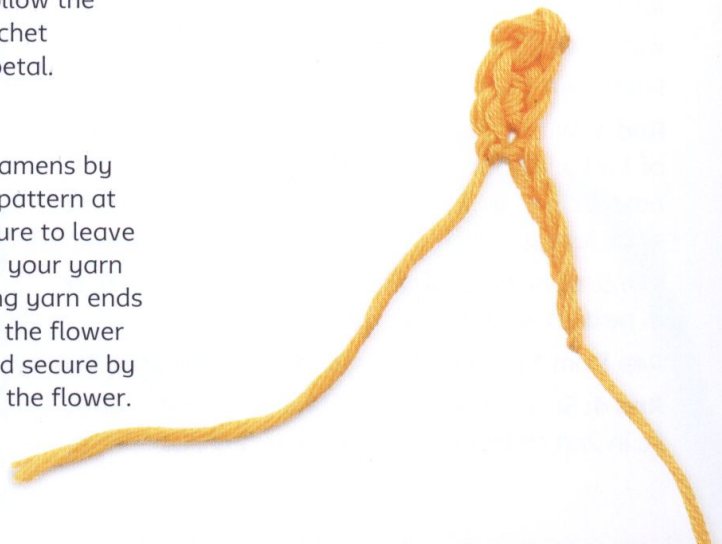 llow the
chet
petal.
amens by
pattern at
ure to leave
your yarn
ng yarn ends
the flower
d secure by
the flower.